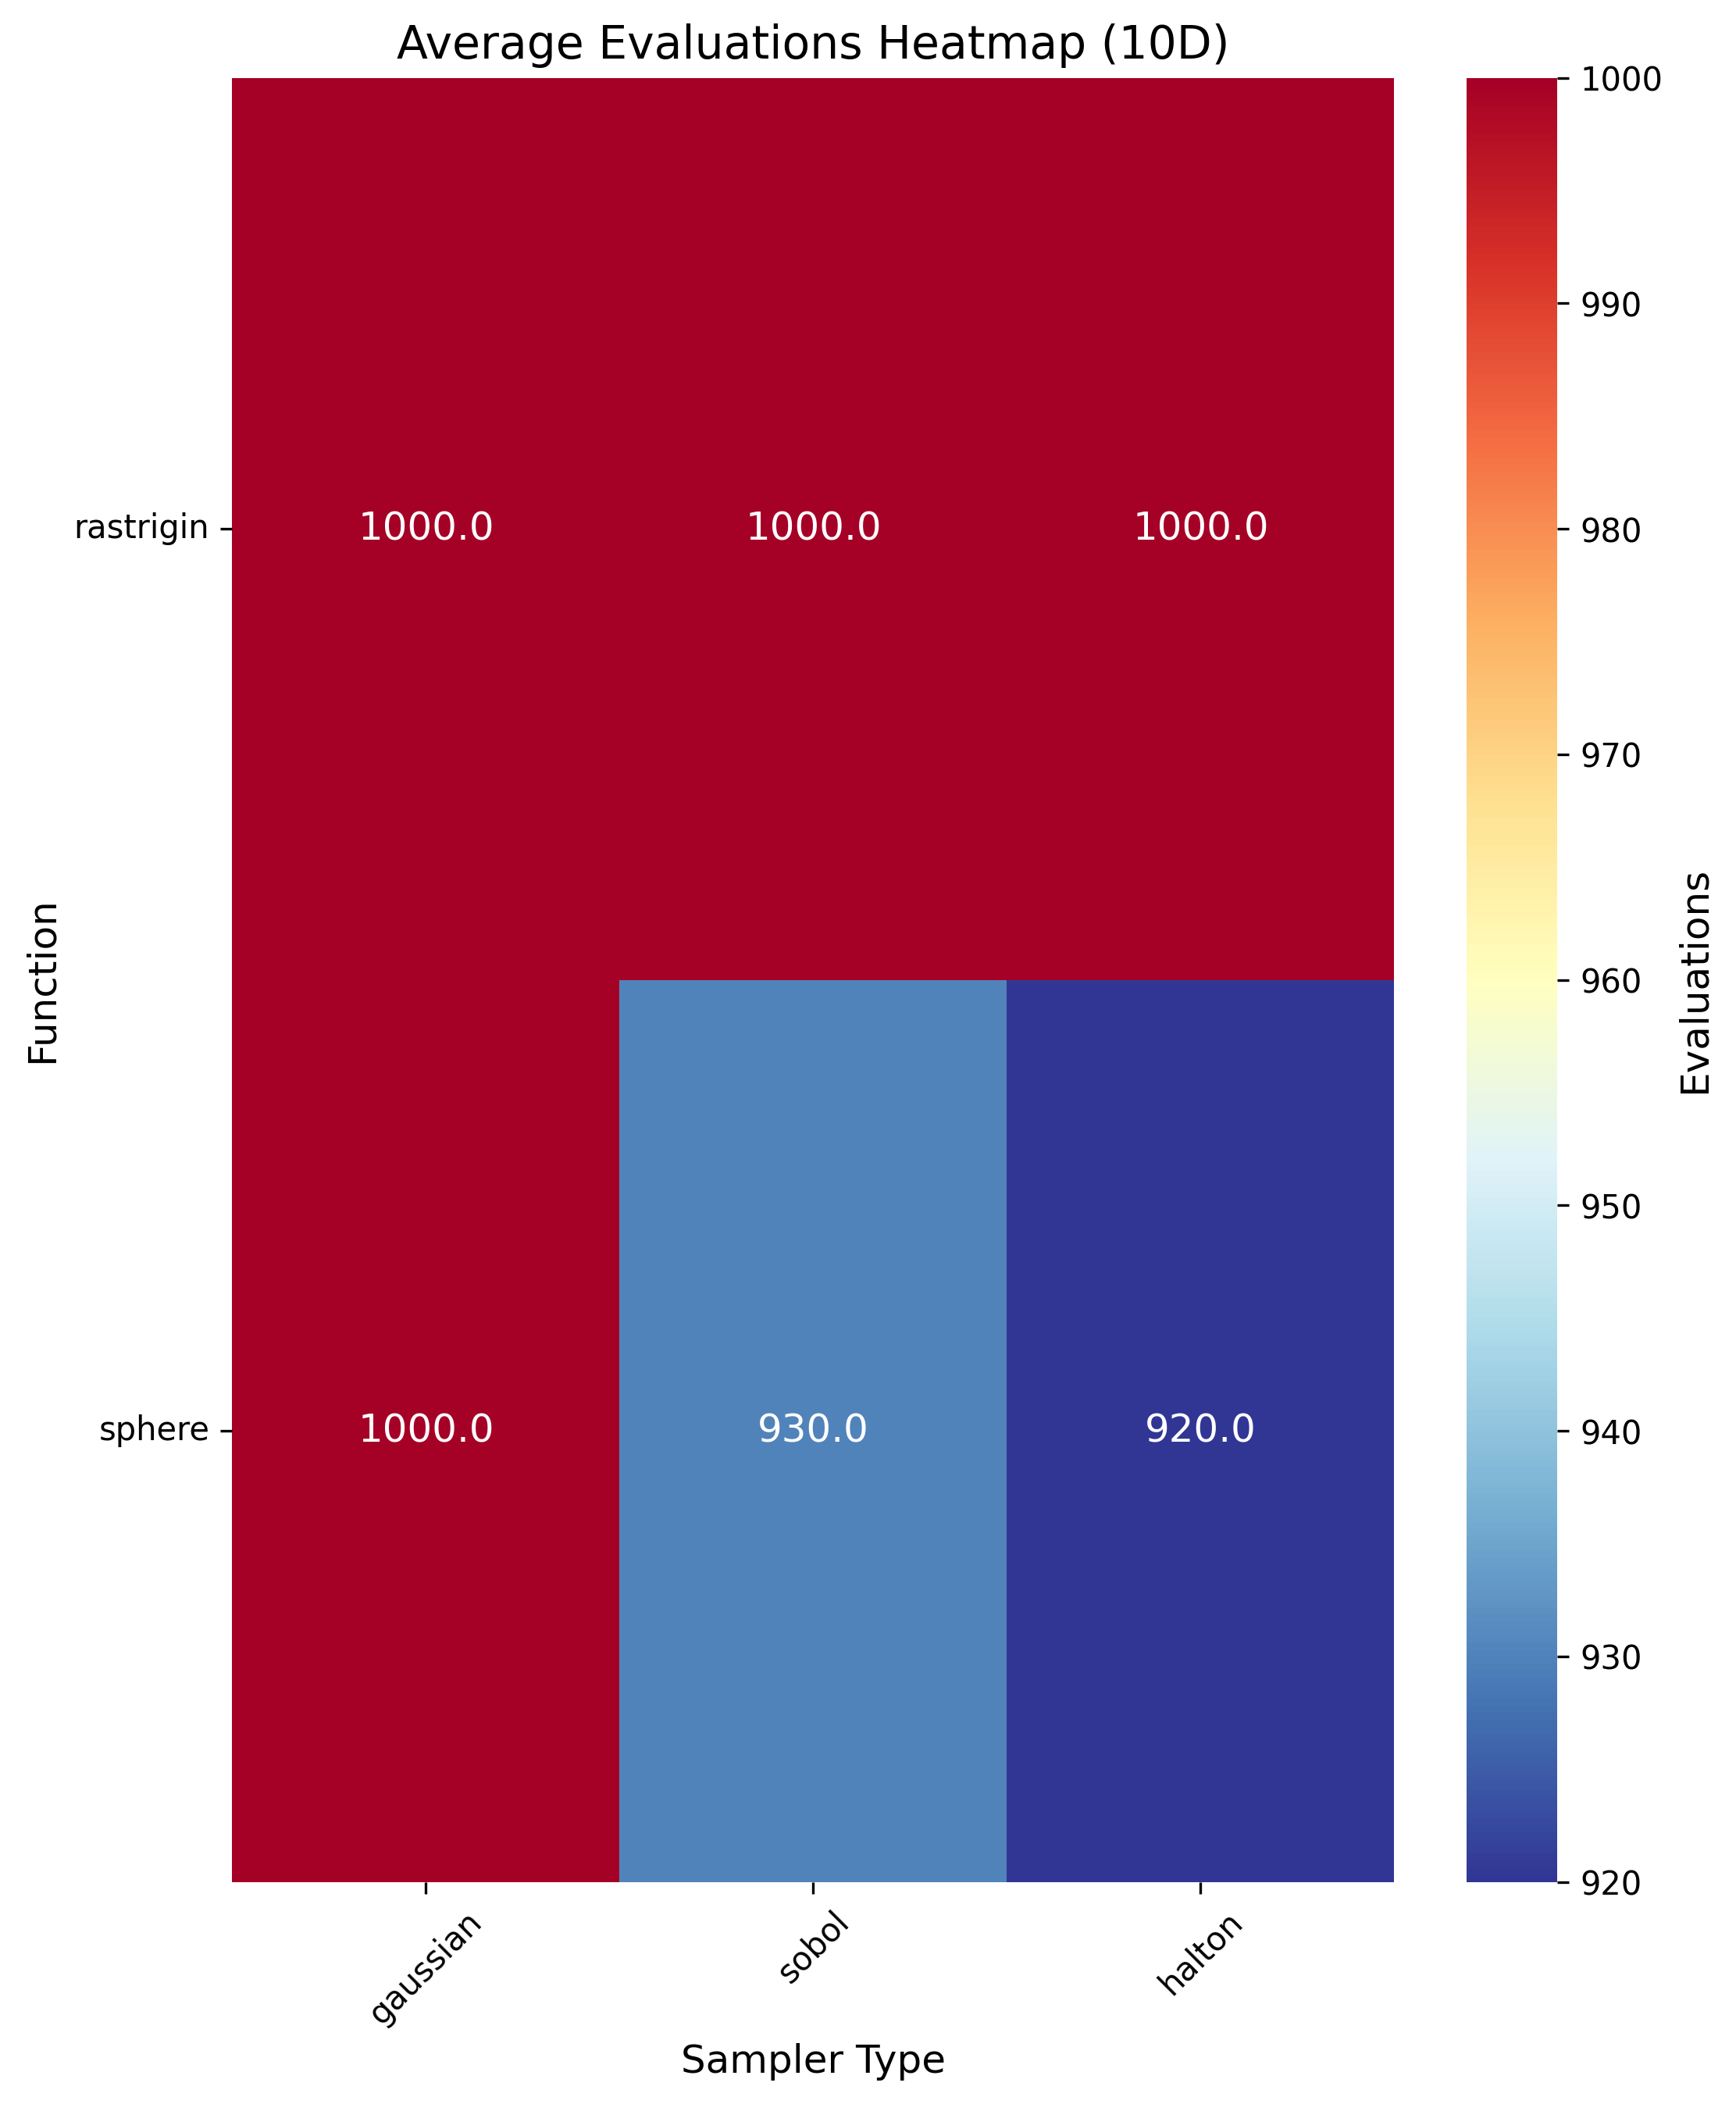 Average Evaluations Heatmap (10D)
Function
rastrigin
1000.0 1000.0 1000.0
sphere
1000.0 930.0 920.0
gaussian
sobol
halton
Sampler Type
1000
990
980
970
960
950
940
930
920
Evaluations